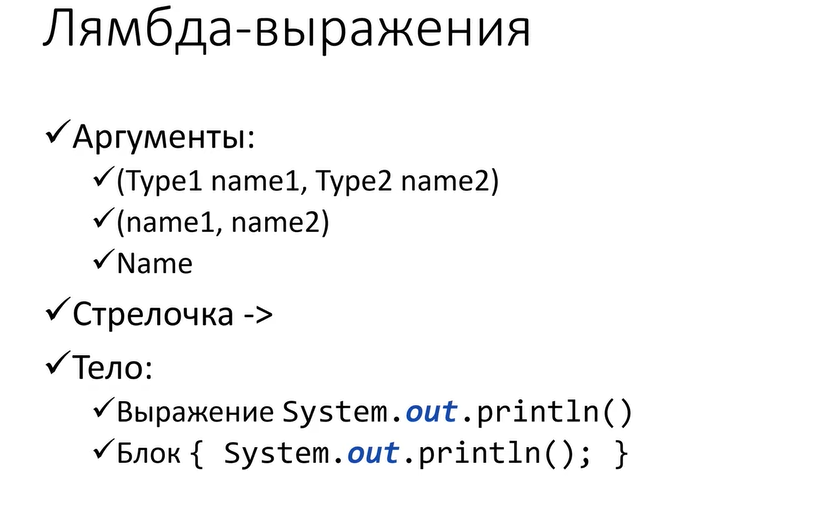 Лямбда-выражения
✓Аргументы:
✓(Type1 name1, Type2 name2)
✓(name1, name2)
✓Name
✓Стрелочка ->
✓Тело:
✓Выражение System.out.println()
✓Блок { System.out.println(); }